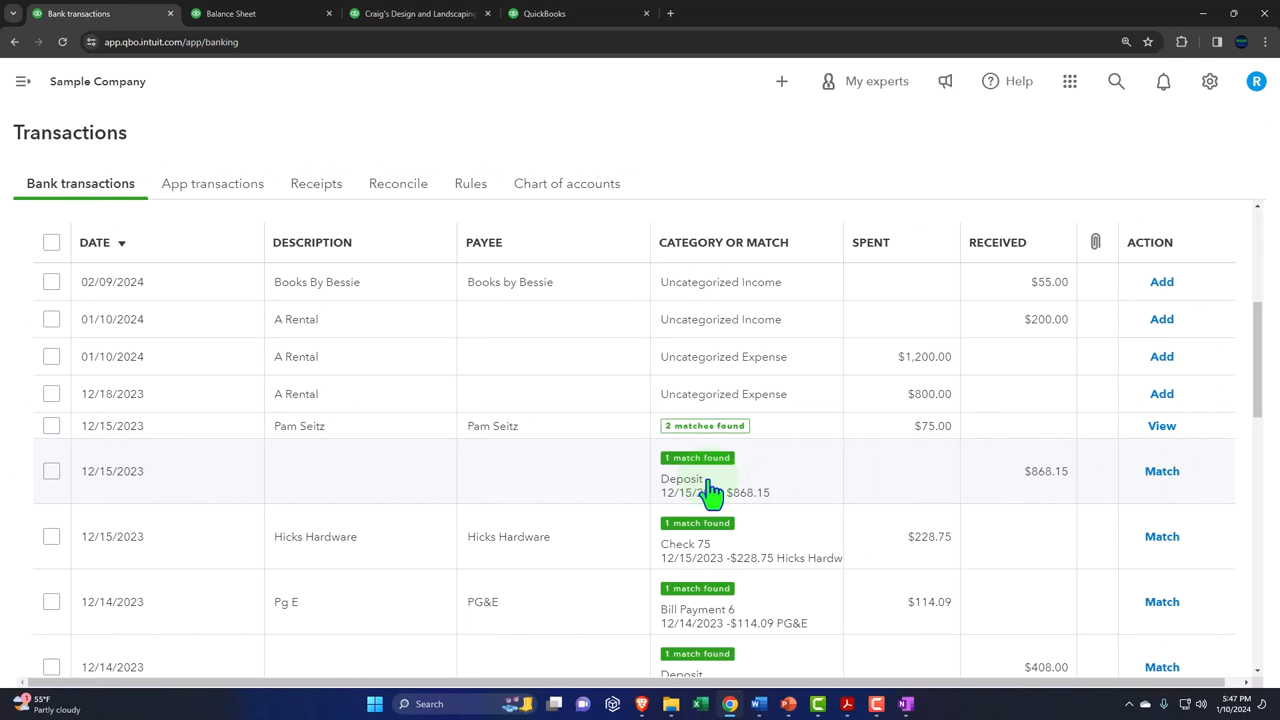 Bank transactions
Balance Sheet
Craig's Design and Landscaping
QuickBooks
app.qbo.intuit.com/app/banking
Sample Company
My experts
Help
R
Transactions
Bank transactions
App transactions
Receipts
Reconcile
Rules
Chart of accounts
DATE DESCRIPTION PAYEE CATEGORY OR MATCH SPENT RECEIVED ACTION
02/09/2024 Books By Bessie Books by Bessie Uncategorized Income $55.00 Add
01/10/2024 A Rental Uncategorized Income $200.00 Add
01/10/2024 A Rental Uncategorized Expense $1,200.00 Add
12/18/2023 A Rental Uncategorized Expense $800.00 Add
12/15/2023 Pam Seitz Pam Seitz 2 matches found $75.00 View
1 match found
12/15/2023 Deposit $868.15 Match
$868.15
1 match found
12/15/2023 Hicks Hardware Hicks Hardware Check 75 $228.75 Match
12/15/2023 -$228.75 Hicks Hardw
1 match found
12/14/2023 Pg E PG&E Bill Payment 6 $114.09 Match
12/14/2023 -$114.09 PG&E
1 match found
12/14/2023 Deposit $408.00 Match
55°F
Partly cloudy
Search
5:47 PM
1/10/2024